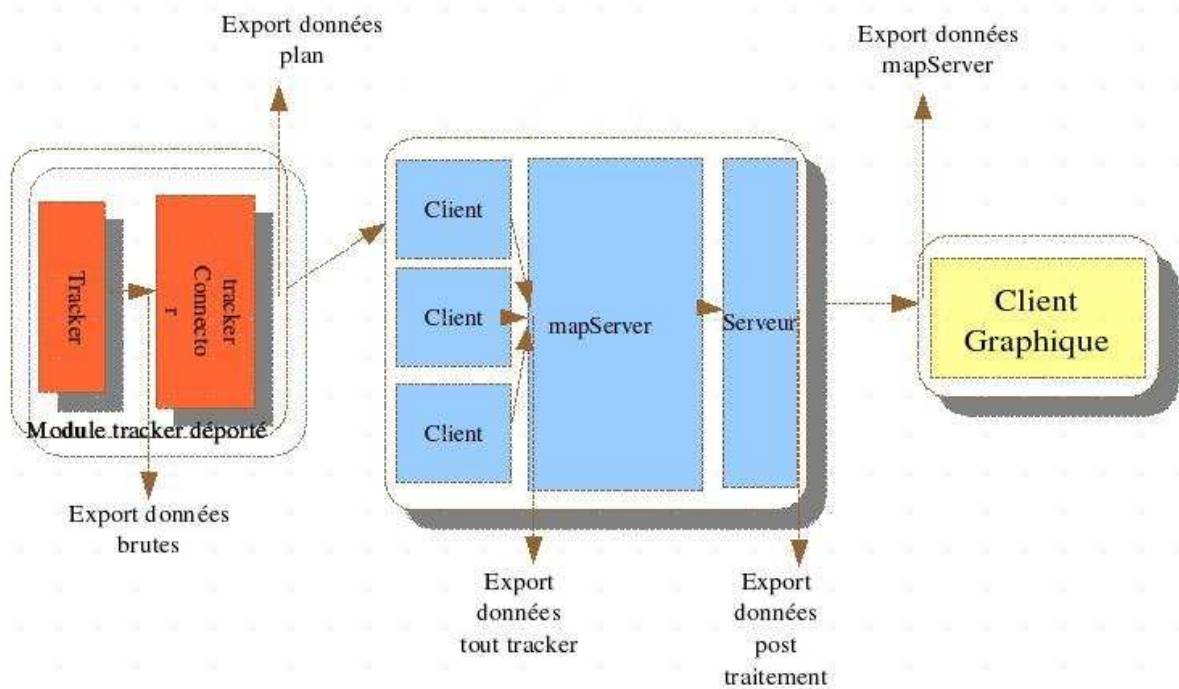 Export données
plan
Export données
mapServer
Tracker
tracker
Connecto
r
Module tracker déporté
Export données
brutes
Client
Client
Client
mapServer
Serveur
Client
Graphique
Export
données
tout tracker
Export
données
post
traitement